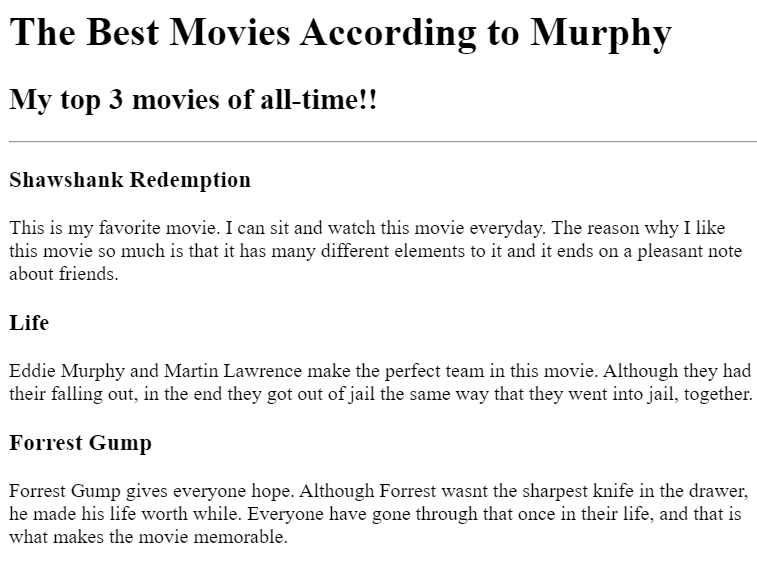 The Best Movies According to Murphy
My top 3 movies of all-time!!
Shawshank Redemption
This is my favorite movie. I can sit and watch this movie everyday. The reason why I like
this movie so much is that it has many different elements to it and it ends on a pleasant note
about friends.
Life
Eddie Murphy and Martin Lawrence make the perfect team in this movie. Although they had
their falling out, in the end they got out of jail the same way that they went into jail, together.
Forrest Gump
Forrest Gump gives everyone hope. Although Forrest wasnt the sharpest knife in the drawer,
he made his life worth while. Everyone have gone through that once in their life, and that is
what makes the movie memorable.